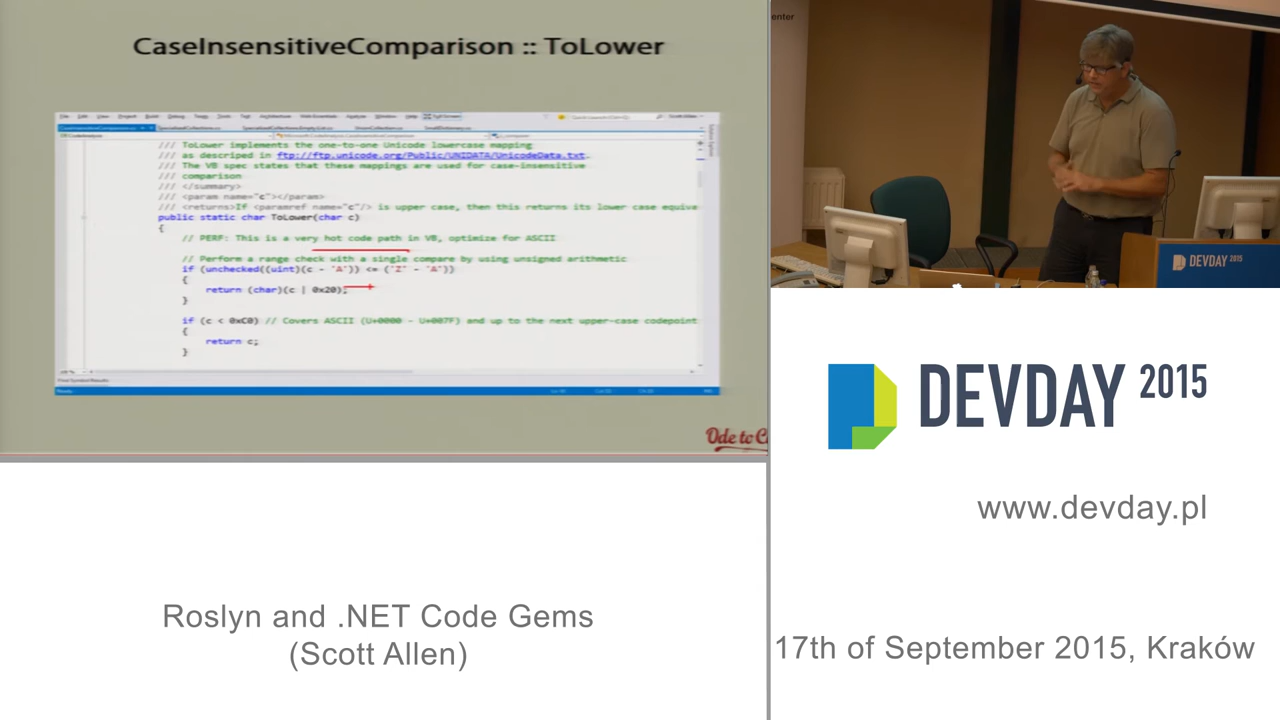 CaseInsensitiveComparison :: ToLower
/// ToLower implements the one-to-one Unicode lowercase mapping
/// as descriped in ftp://ftp.unicode.org/Public/UNIDATA/UnicodeData.txt.
/// The VB spec states that these mappings are used for case-insensitive
/// comparison
/// </summary>
/// <param name="c"></param>
/// <returns>If <paramref name="c"/> is upper case, then this returns its lower case equiva
public static char ToLower(char c)
{
// PERF: This is a very hot code path in VB, optimize for ASCII
// Perform a range check with a single compare by using unsigned arithmetic
if (unchecked((uint)(c - 'A')) <= ('Z' - 'A'))
{
return (char)(c | 0x20);
}
if (c < 0xC0) // Covers ASCII (U+0000 - U+007F) and up to the next upper-case codepoint
{
return c;
}
Ode to C
enter
DEVDAY 2015
DEVDAY 2015
www.devday.pl
Roslyn and .NET Code Gems
(Scott Allen)
17th of September 2015, Kraków